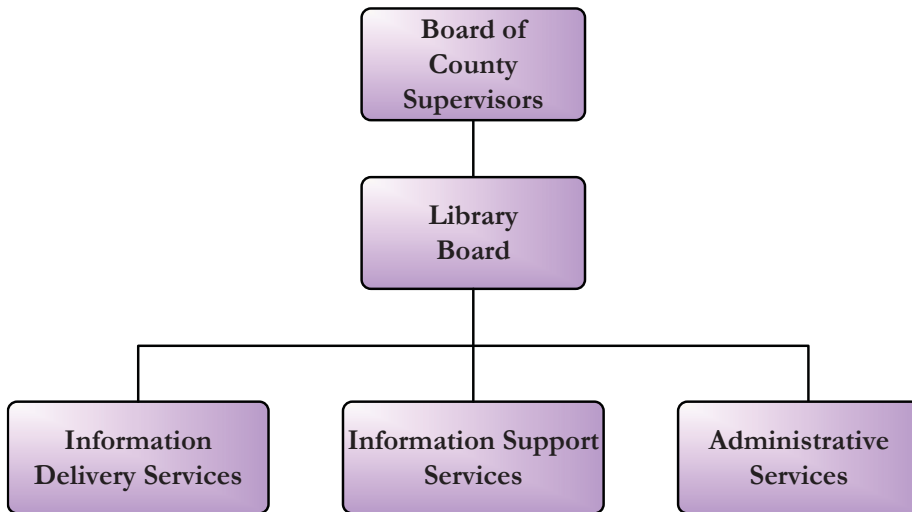 Board of
County
Supervisors
Library
Board
Information
Delivery Services
Information Support
Services
Administrative
Services